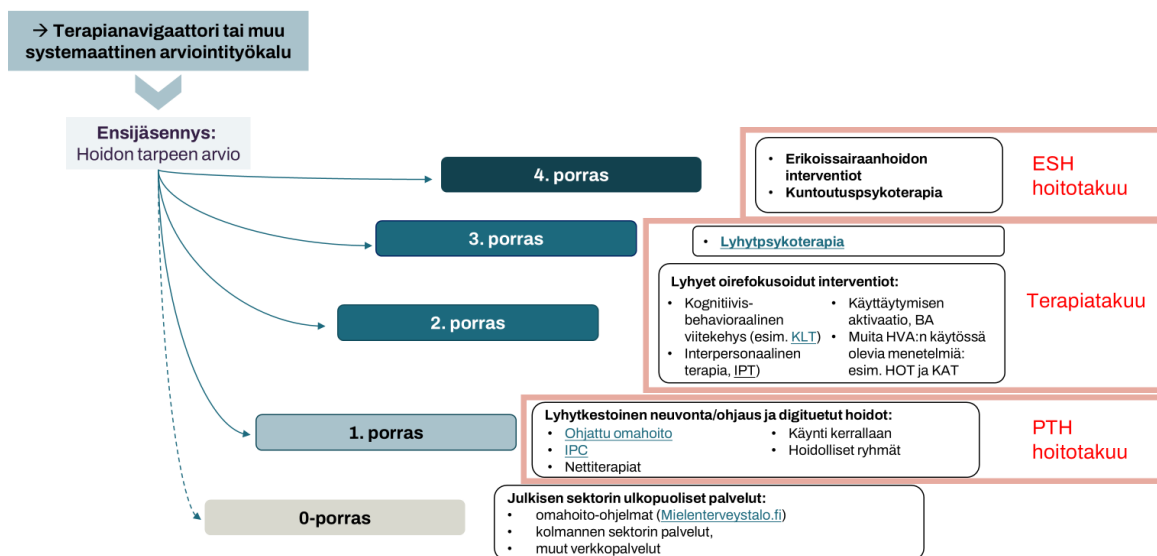 → Terapianavigaattori tai muu
systemaattinen arviointityökalu
Ensijäsennys:
Hoidon tarpeen arvio
4. porras
• Erikoissairaanhoidon
interventiot
• Kuntoutuspsykoterapia
ESH
hoitotakuu
3. porras
• Lyhytpsykoterapia
2. porras
Lyhyet oirefokusoidut interventiot:
• Kognitiivis-
behavioraalinen
viitekehys (esim. KLT)
• Interpersonaalinen
terapia, IPT)
• Käyttäytymisen
aktivaatio, BA
• Muita HVA:n käytössä
olevia menetelmiä:
esim. HOT ja KAT
Terapiatakuu
1. porras
Lyhytkestoinen neuvonta/ohjaus ja digituetut hoidot:
• Ohjattu omahoito
• IPC
• Nettiterapiat
• Käynti kerrallaan
• Hoidolliset ryhmät
PTH
hoitotakuu
0-porras
Julkisen sektorin ulkopuoliset palvelut:
• omahoito-ohjelmat (Mielenterveystalo.fi)
• kolmannen sektorin palvelut,
• muut verkkopalvelut